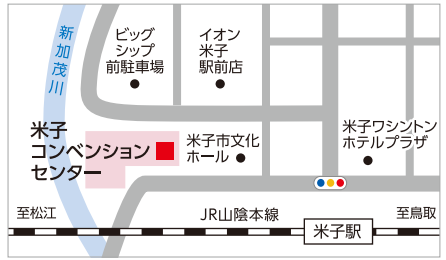 新加茂川
ビッグ
シップ
前駐車場
イオン
米子
駅前店
米子
コンベンション
センター
米子市文化
ホール
米子ワシントン
ホテルプラザ
至松江
JR山陰本線
米子駅
至鳥取